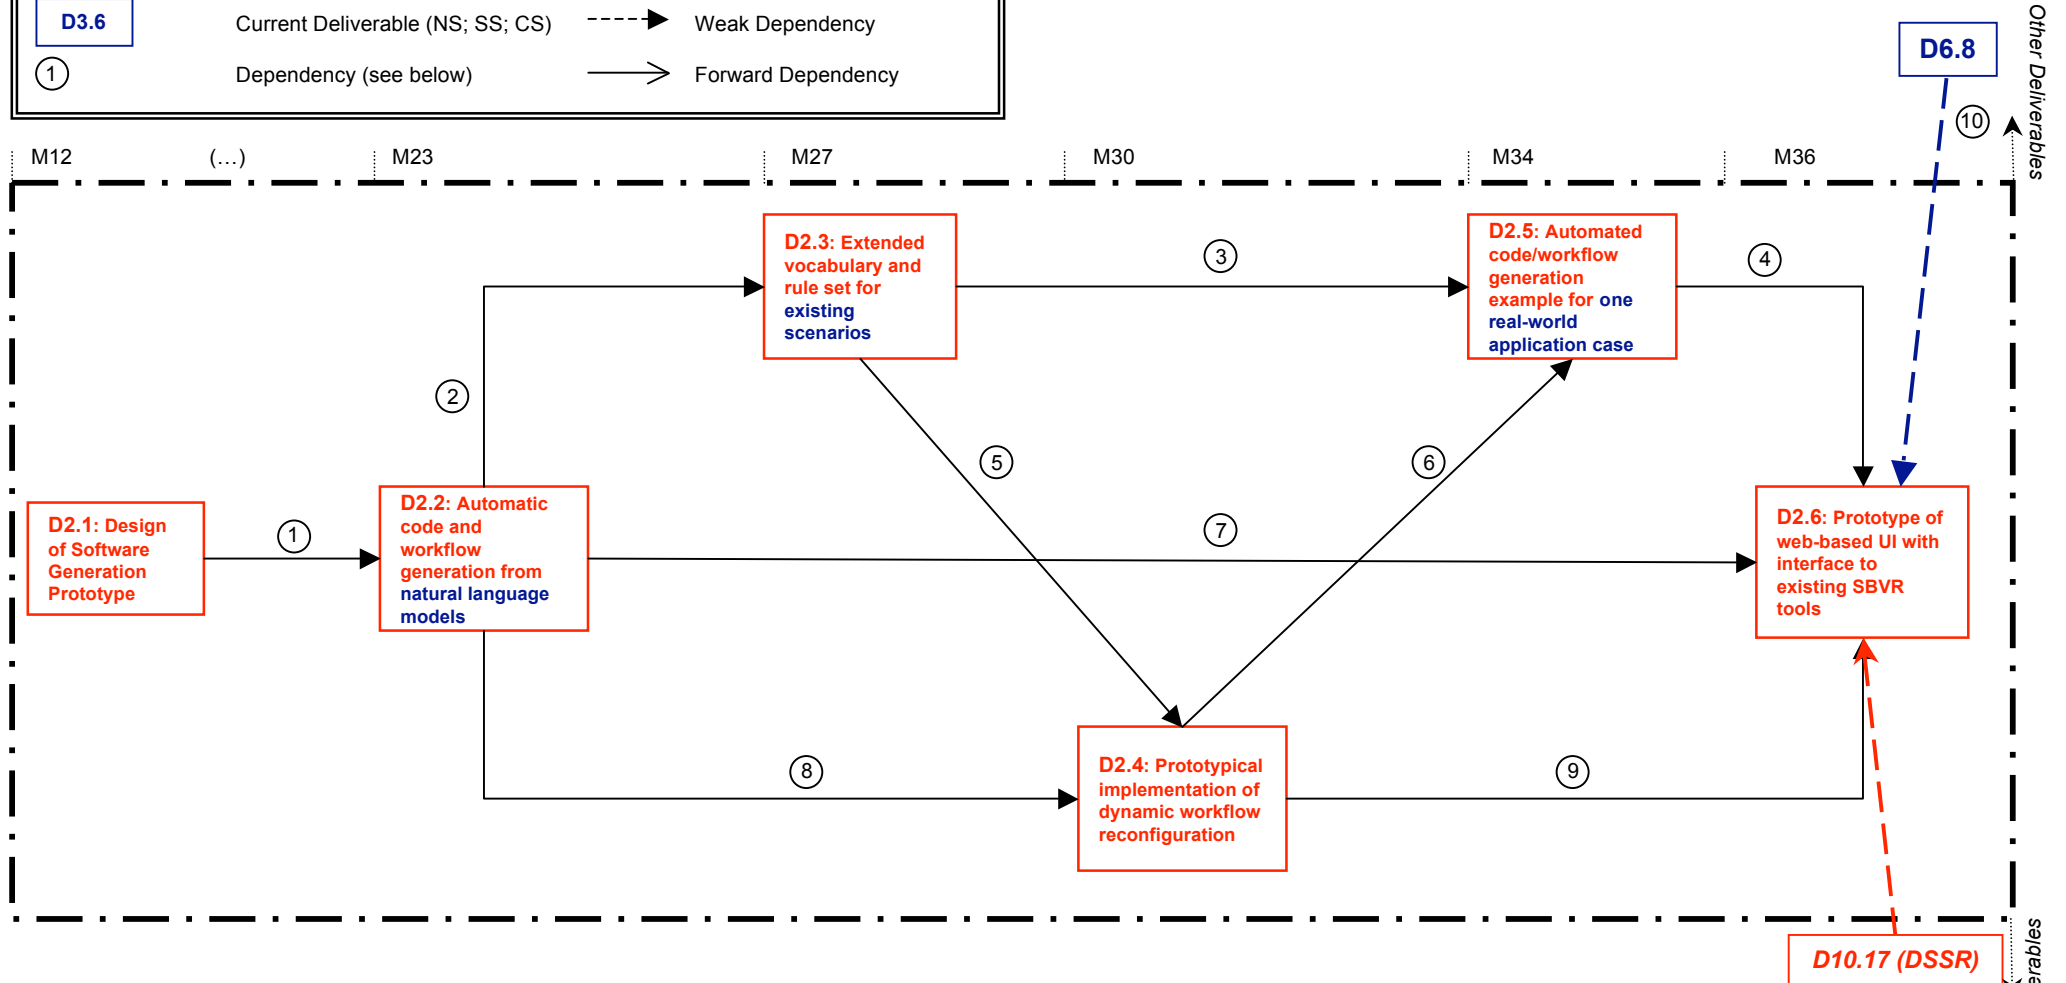 D3.6
Current Deliverable (NS; SS; CS)
Weak Dependency
1
Dependency (see below)
Forward Dependency
D6.8
Other Deliverables
10
M12
(…)
M23
M27
M30
M34
M36
D2.3: Extended
vocabulary and
rule set for
existing
scenarios
3
D2.5: Automated
code/workflow
generation
example for one
real-world
application case
4
2
5
6
D2.1: Design
of Software
Generation
Prototype
1
D2.2: Automatic
code and
workflow
generation from
natural language
models
7
D2.6: Prototype of
web-based UI with
interface to
existing SBVR
tools
8
D2.4: Prototypical
implementation of
dynamic workflow
reconfiguration
9
D10.17 (DSSR)
erables